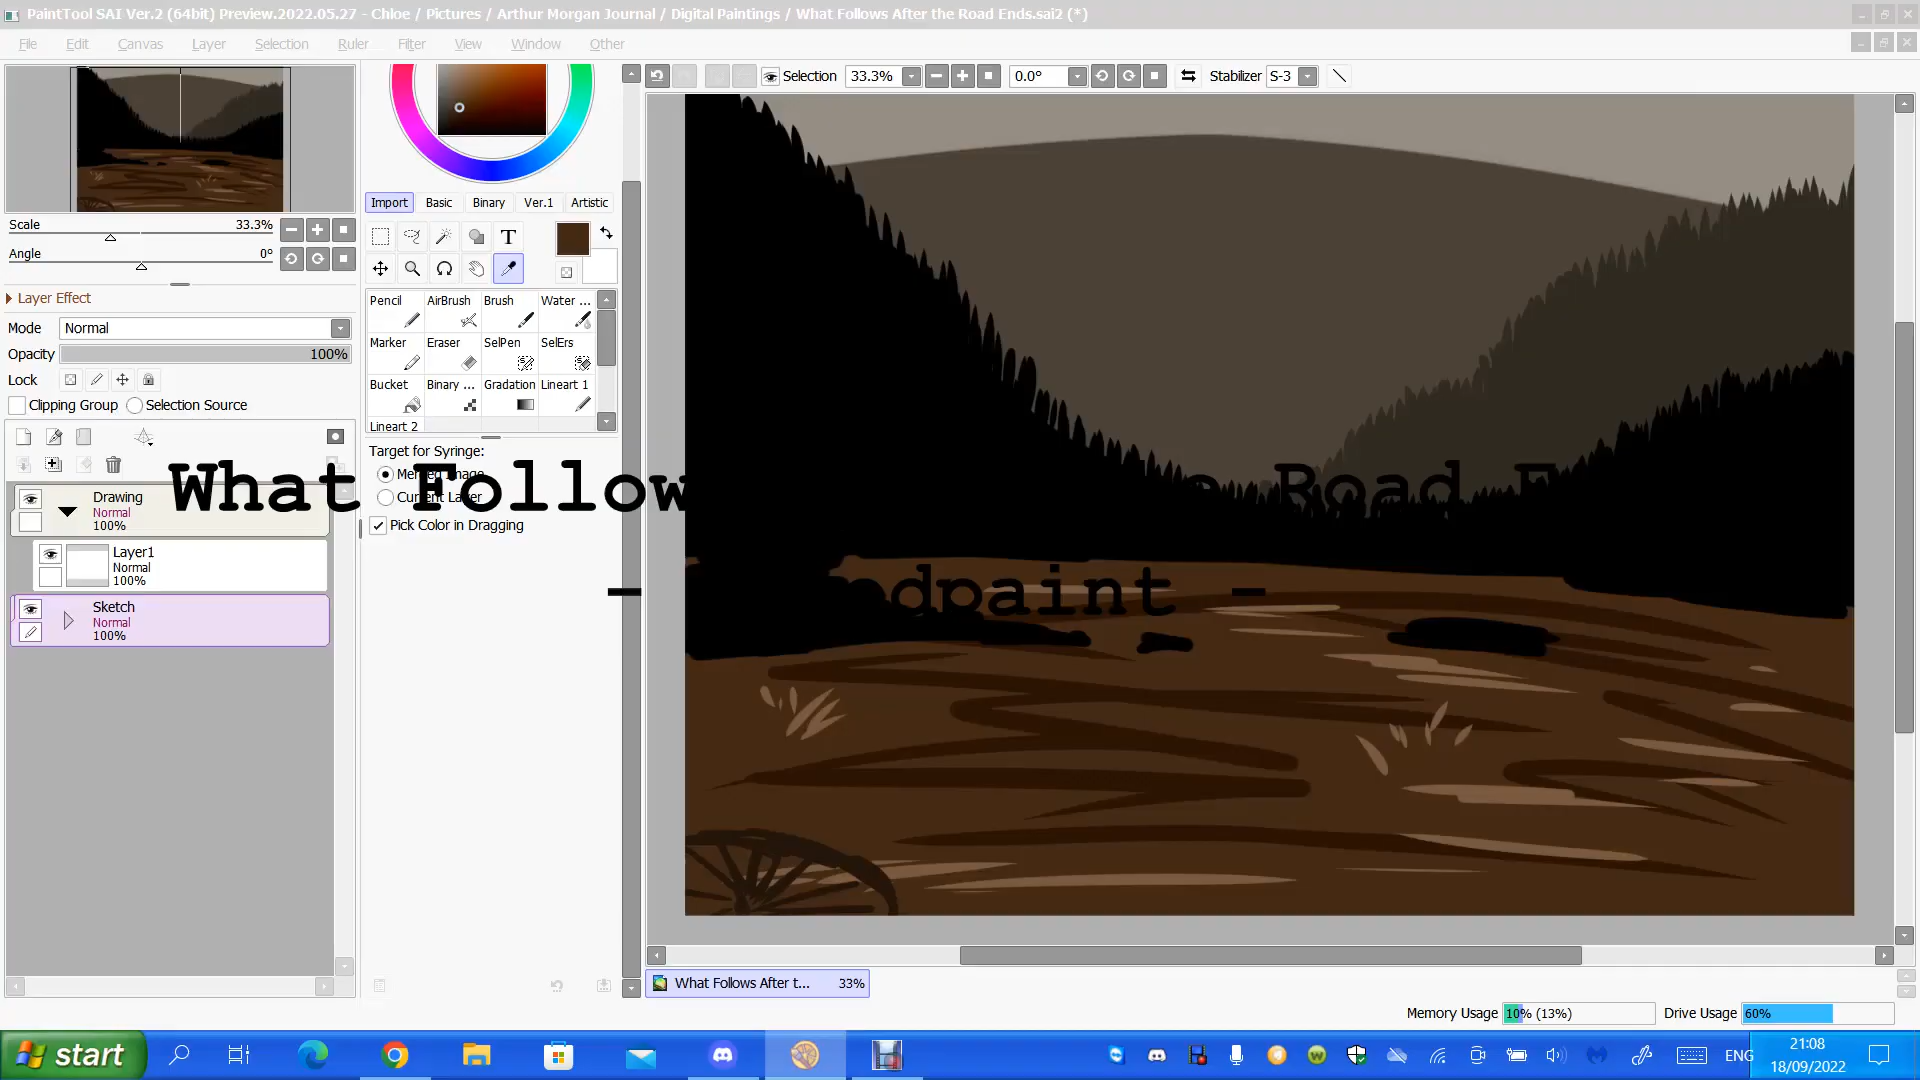 PaintTool SAI Ver.2 (64bit) Preview.2022.05.27 - Chloe / Pictures / Arthur Morgan Journal / Digital Paintings / What Follows After the Road Ends.sai2 (*)
File Edit Canvas Layer Selection Ruler Filter View Window Other
Selection 33.3% 0.0° Stabilizer S-3
Scale 33.3%
Angle 0°
Layer Effect
Mode Normal
Opacity 100%
Lock
Clipping Group Selection Source
Import Basic Binary Ver.1 Artistic
T
Pencil AirBrush Brush Water ...
Marker Eraser SelPen SelErs
Bucket Binary ... Gradation Lineart 1
Lineart 2
Target for Syringe:
Merged Image
Current Layer
Pick Color in Dragging
Drawing
Normal
100%
Layer1
Normal
100%
Sketch
Normal
100%
What Follow Road
- dpaint -
What Follows After t... 33%
Memory Usage 10% (13%) Drive Usage 60%
start
ENG
21:08
18/09/2022